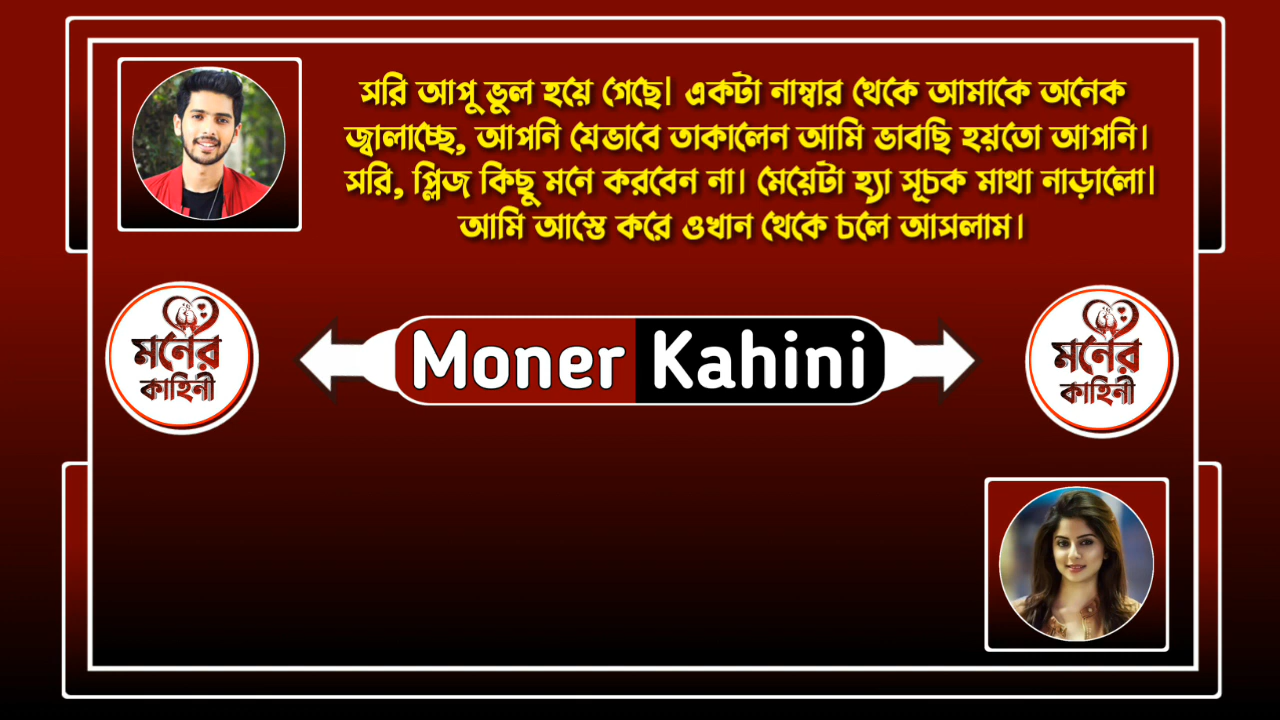 সরি আপু ভুল হয়ে গেছে। একটা নাম্বার থেকে আমাকে অনেক
জ্বালাচ্ছে, আপনি যেভাবে তাকালেন আমি ভাবছি হয়তো আপনি।
সরি, প্লিজ কিছু মনে করবেন না। মেয়েটা হ্যা সূচক মাথা নাড়ালো।
আমি আস্তে করে ওখান থেকে চলে আসলাম।
মনের
কাহিনী
Moner Kahini
মনের
কাহিনী